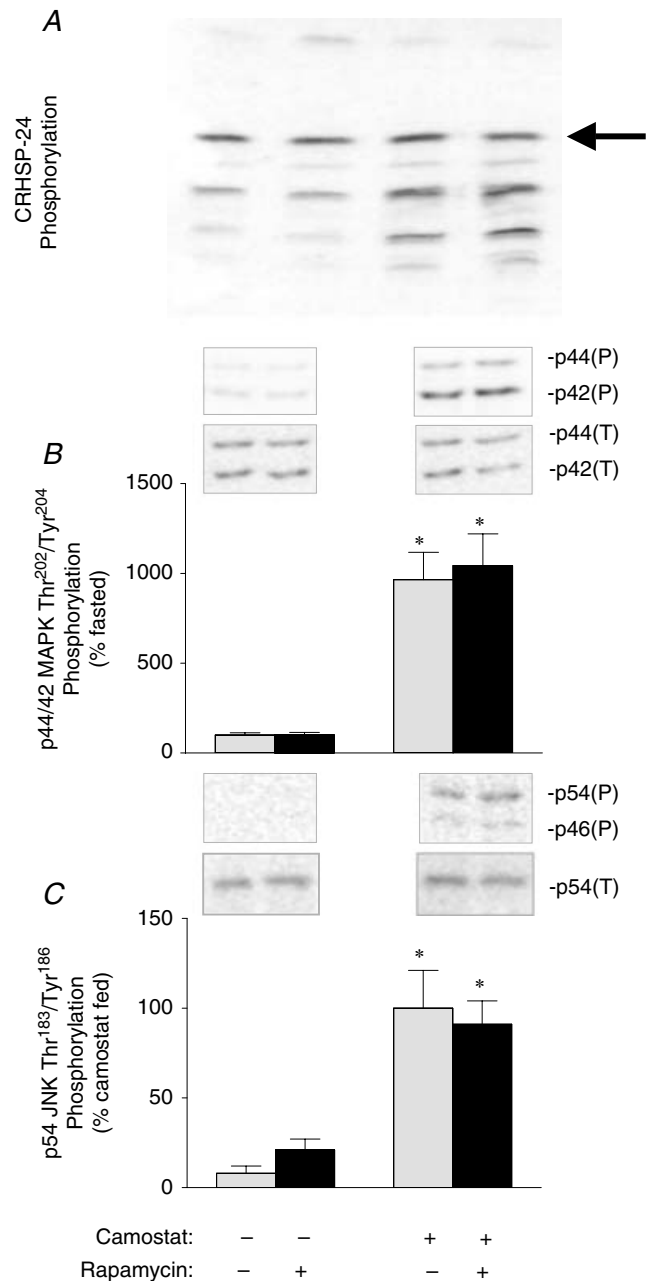 A
CRHSP-24
Phosphorylation
-p44(P)
-p42(P)
-p44(T)
-p42(T)
B
p44/42 MAPK Thr²⁰²/Tyr²⁰⁴
Phosphorylation
(% fasted)
1500
1000
500
0
* *
-p54(P)
-p46(P)
-p54(T)
C
p54 JNK Thr¹⁸³/Tyr¹⁸⁶
Phosphorylation
(% camostat fed)
150
100
50
0
* *
Camostat: – – + +
Rapamycin: – + – +